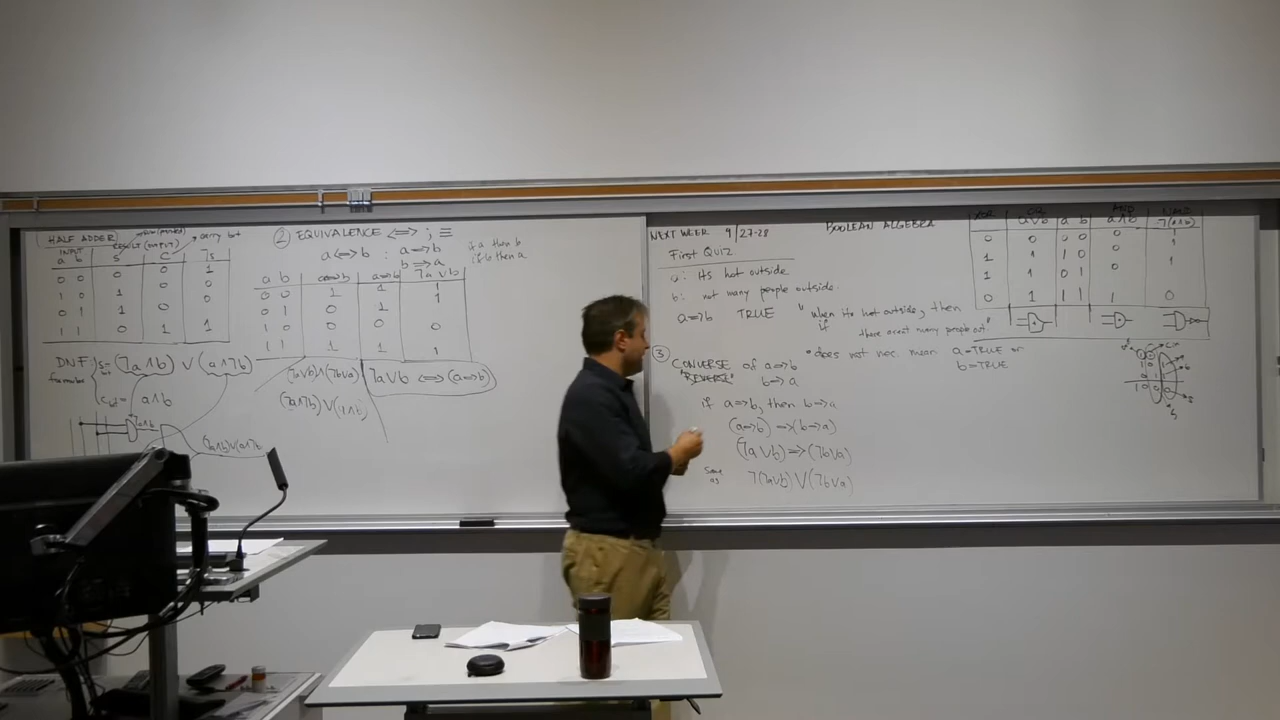 HALF ADDER
INPUT RESULT (OUTPUT) carry bit
a b S C ⌐s
0 0 0 0 1
1 0 1 0 0
0 1 1 0 0
1 1 0 1 1
DNF: S = (⌐a∧b) ∨ (a∧⌐b)
formulae
a∧b
a∧b
② EQUIVALENCE ⟺ ; ≡
a⟺b : a⟹b
b⟹a
if a then b
if b then a
a b a⟺b a⟹b ⌐a∨b
0 0 1 1 1
0 1 0 1 1
1 0 0 0 0
1 1 1 1 1
(⌐a∨b)∧(⌐b∨a)
⌐a∨b ⟺ (a⟹b)
NEXT WEEK 9/27-28
First QUIZ
BOOLEAN ALGEBRA
a: Its hot outside
b: not many people outside.
a⟹b TRUE "when its hot outside, then
if there arent many people out"
*does not nec. mean a=TRUE or
b=TRUE
③ CONVERSE of a⟹b
"REVERSE" b⟹a
if a⟹b, then b⟹a
(a⟹b) ⟹ (b⟹a)
(⌐a∨b) ⟹ (⌐b∨a)
same as ⌐(⌐a∨b) ∨ (⌐b∨a)
XOR OR AND NAND
a∨b a b a∧b ⌐(a∧b)
0 0 0 0 0 1
1 1 1 0 0 1
1 1 0 1 0 1
0 1 1 1 1 0